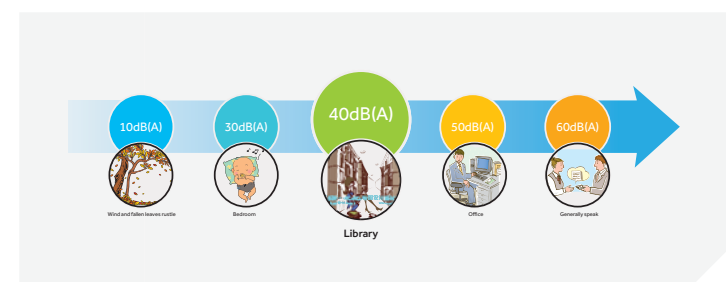 10dB(A)
30dB(A)
40dB(A)
50dB(A)
60dB(A)
Wind and fallen leaves rustle
Bedroom
Library
Office
Generally speak